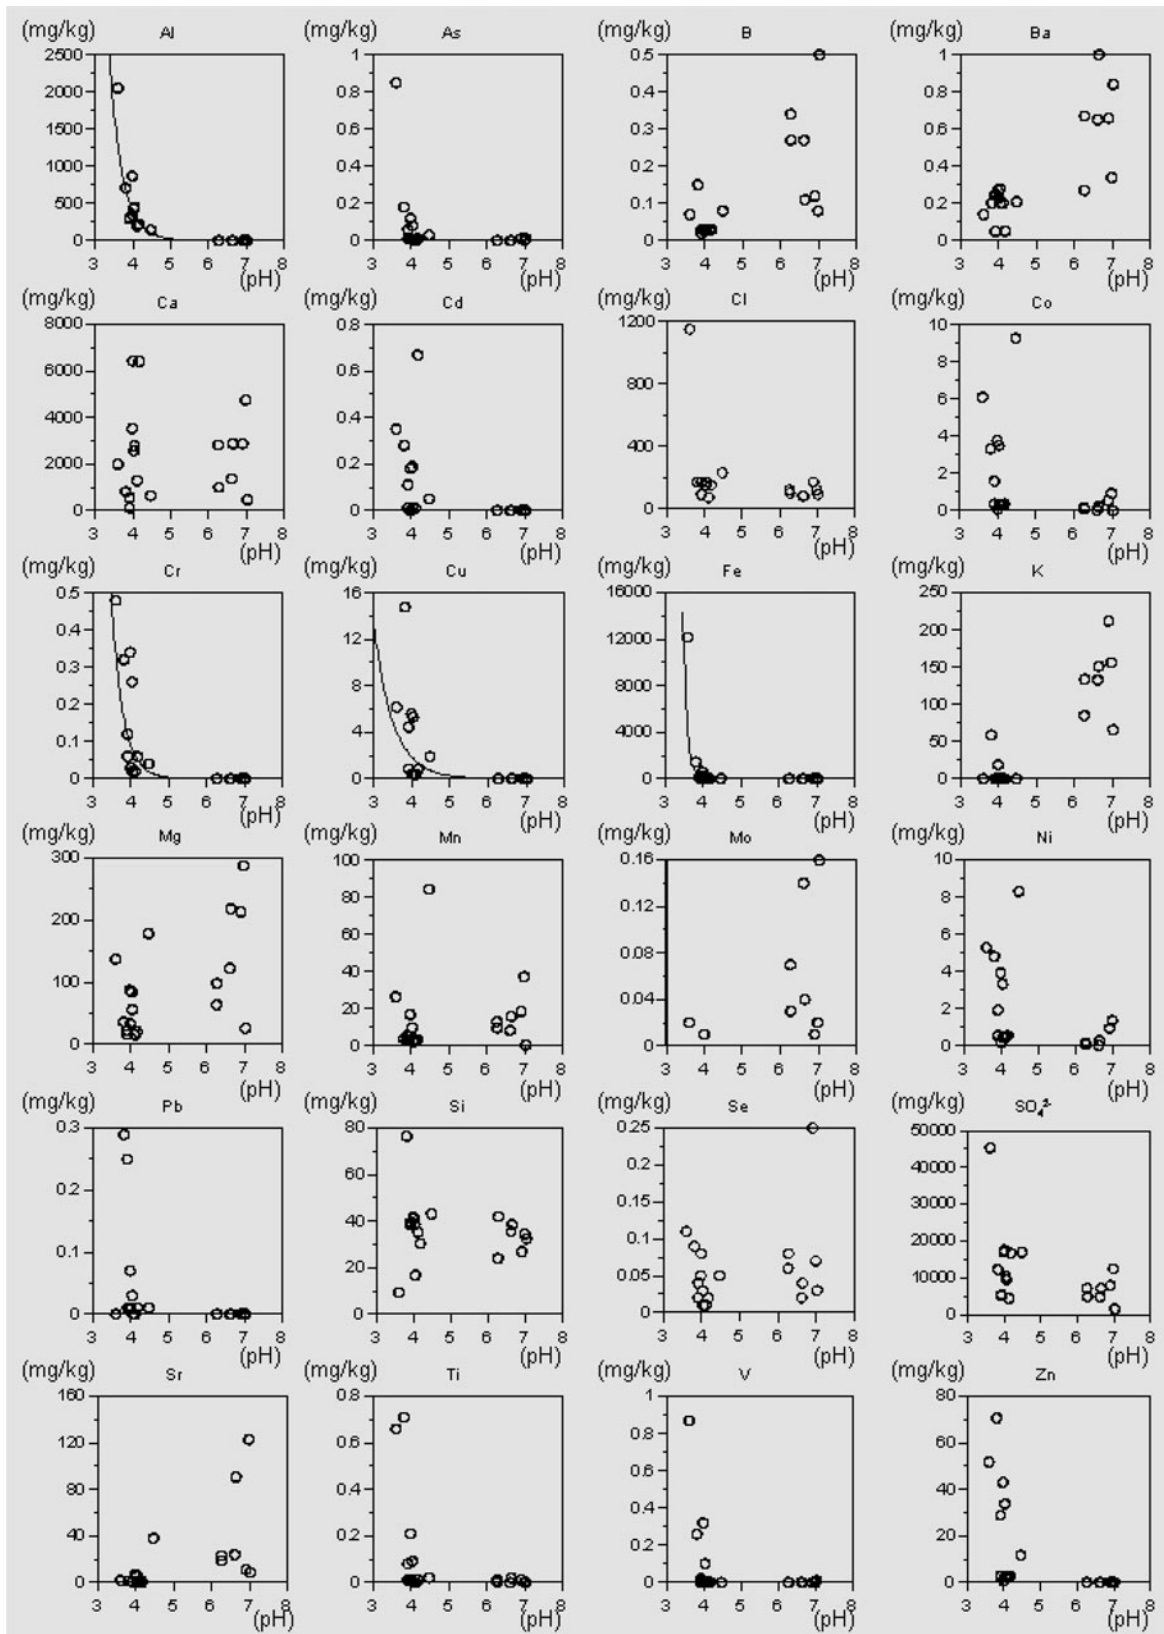 (mg/kg) Al
2500
2000
1500
1000
500
0
3 4 5 6 7 8
(pH)
(mg/kg) As
1
0.8
0.6
0.4
0.2
0
3 4 5 6 7 8
(pH)
(mg/kg) B
0.5
0.4
0.3
0.2
0.1
0
3 4 5 6 7 8
(pH)
(mg/kg) Ba
1
0.8
0.6
0.4
0.2
0
3 4 5 6 7 8
(pH)
(mg/kg) Ca
8000
6000
4000
2000
0
3 4 5 6 7 8
(pH)
(mg/kg) Cd
0.8
0.6
0.4
0.2
0
3 4 5 6 7 8
(pH)
(mg/kg) Cl
1200
800
400
0
3 4 5 6 7 8
(pH)
(mg/kg) Co
10
8
6
4
2
0
3 4 5 6 7 8
(pH)
(mg/kg) Cr
0.5
0.4
0.3
0.2
0.1
0
3 4 5 6 7 8
(pH)
(mg/kg) Cu
16
12
8
4
0
3 4 5 6 7 8
(pH)
(mg/kg) Fe
16000
12000
8000
4000
0
3 4 5 6 7 8
(pH)
(mg/kg) K
250
200
150
100
50
0
3 4 5 6 7 8
(pH)
(mg/kg) Mg
300
200
100
0
3 4 5 6 7 8
(pH)
(mg/kg) Mn
100
80
60
40
20
0
3 4 5 6 7 8
(pH)
(mg/kg) Mo
0.16
0.12
0.08
0.04
0
3 4 5 6 7 8
(pH)
(mg/kg) Ni
10
8
6
4
2
0
3 4 5 6 7 8
(pH)
(mg/kg) Pb
0.3
0.2
0.1
0
3 4 5 6 7 8
(pH)
(mg/kg) Si
80
60
40
20
0
3 4 5 6 7 8
(pH)
(mg/kg) Se
0.25
0.2
0.15
0.1
0.05
0
3 4 5 6 7 8
(pH)
(mg/kg) SO₄²⁻
50000
40000
30000
20000
10000
0
3 4 5 6 7 8
(pH)
(mg/kg) Sr
160
120
80
40
0
3 4 5 6 7 8
(pH)
(mg/kg) Ti
0.8
0.6
0.4
0.2
0
3 4 5 6 7 8
(pH)
(mg/kg) V
1
0.8
0.6
0.4
0.2
0
3 4 5 6 7 8
(pH)
(mg/kg) Zn
80
60
40
20
0
3 4 5 6 7 8
(pH)